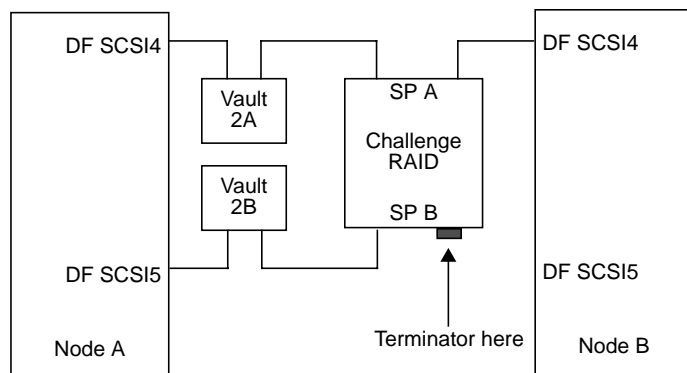 DF SCSI4
DF SCSI4
Vault
2A
SP A
Challenge
RAID
Vault
2B
SP B
DF SCSI5
DF SCSI5
Terminator here
Node A
Node B